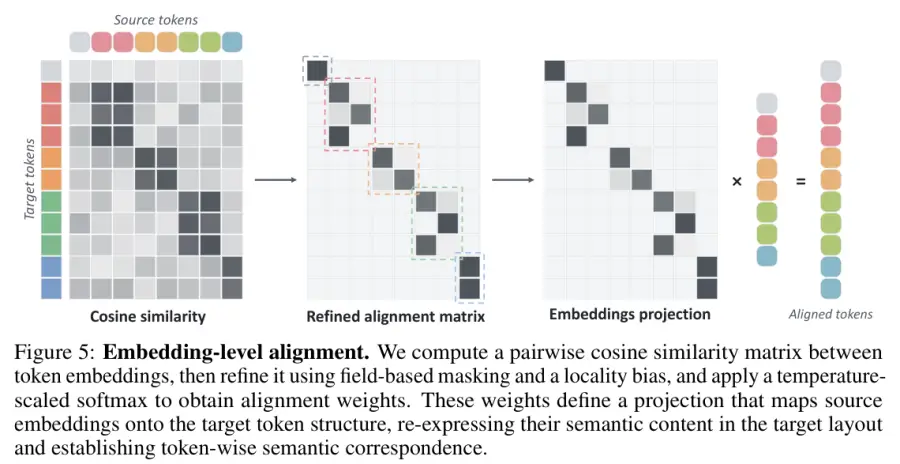 Source tokens
Target tokens
×
=
Cosine similarity
Refined alignment matrix
Embeddings projection
Aligned tokens
Figure 5: Embedding-level alignment. We compute a pairwise cosine similarity matrix between
token embeddings, then refine it using field-based masking and a locality bias, and apply a temperature-
scaled softmax to obtain alignment weights. These weights define a projection that maps source
embeddings onto the target token structure, re-expressing their semantic content in the target layout
and establishing token-wise semantic correspondence.